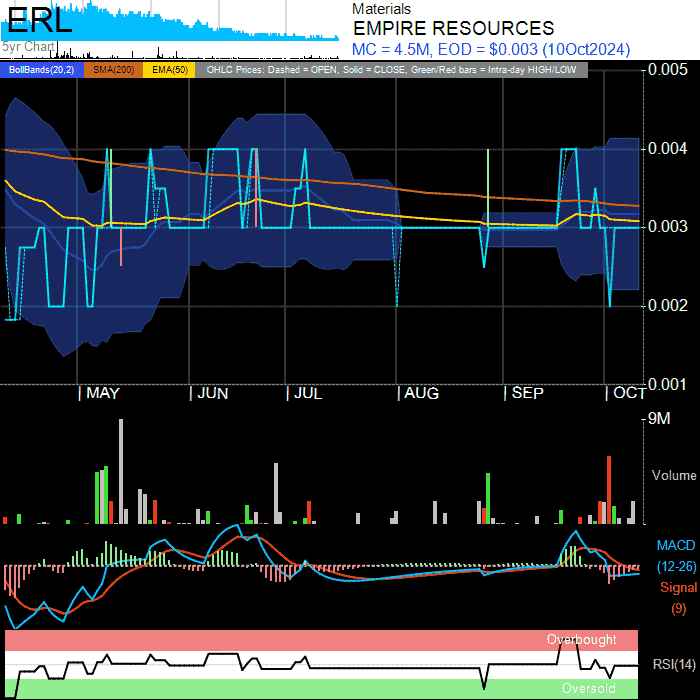 ERL
5yr Chart
Materials
EMPIRE RESOURCES
MC = 4.5M, EOD = $0.003 (10Oct2024)
BollBands(20,2) SMA(200) EMA(50) OHLC Prices: Dashed = OPEN, Solid = CLOSE, Green/Red bars = Intra-day HIGH/LOW
0.005
0.004
0.003
0.002
0.001
| MAY | JUN | JUL | AUG | SEP | OCT
9M
Volume
MACD
(12-26)
Signal
(9)
Overbought
RSI(14)
Oversold